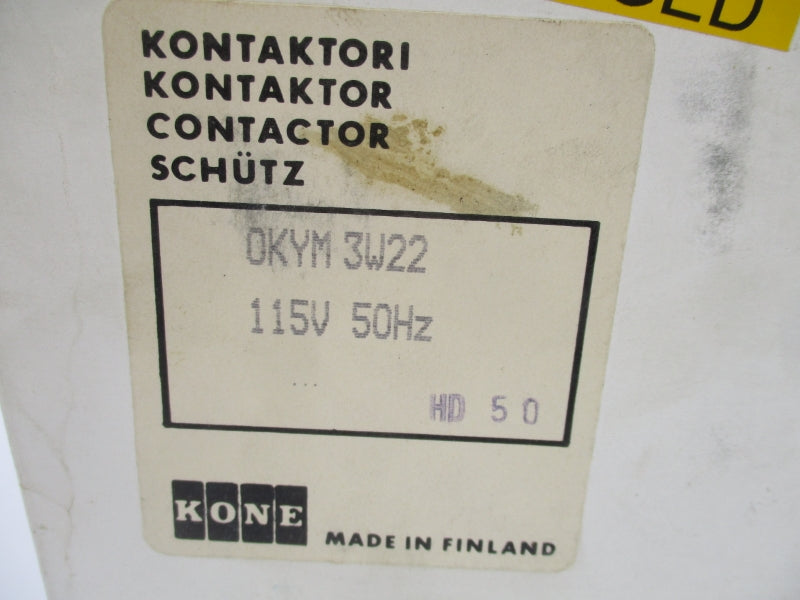 KONTAKTORI
KONTAKTOR
CONTACTOR
SCHÜTZ
OKYM 3W22
115V 50Hz
...
HD 50
KONE
MADE IN FINLAND